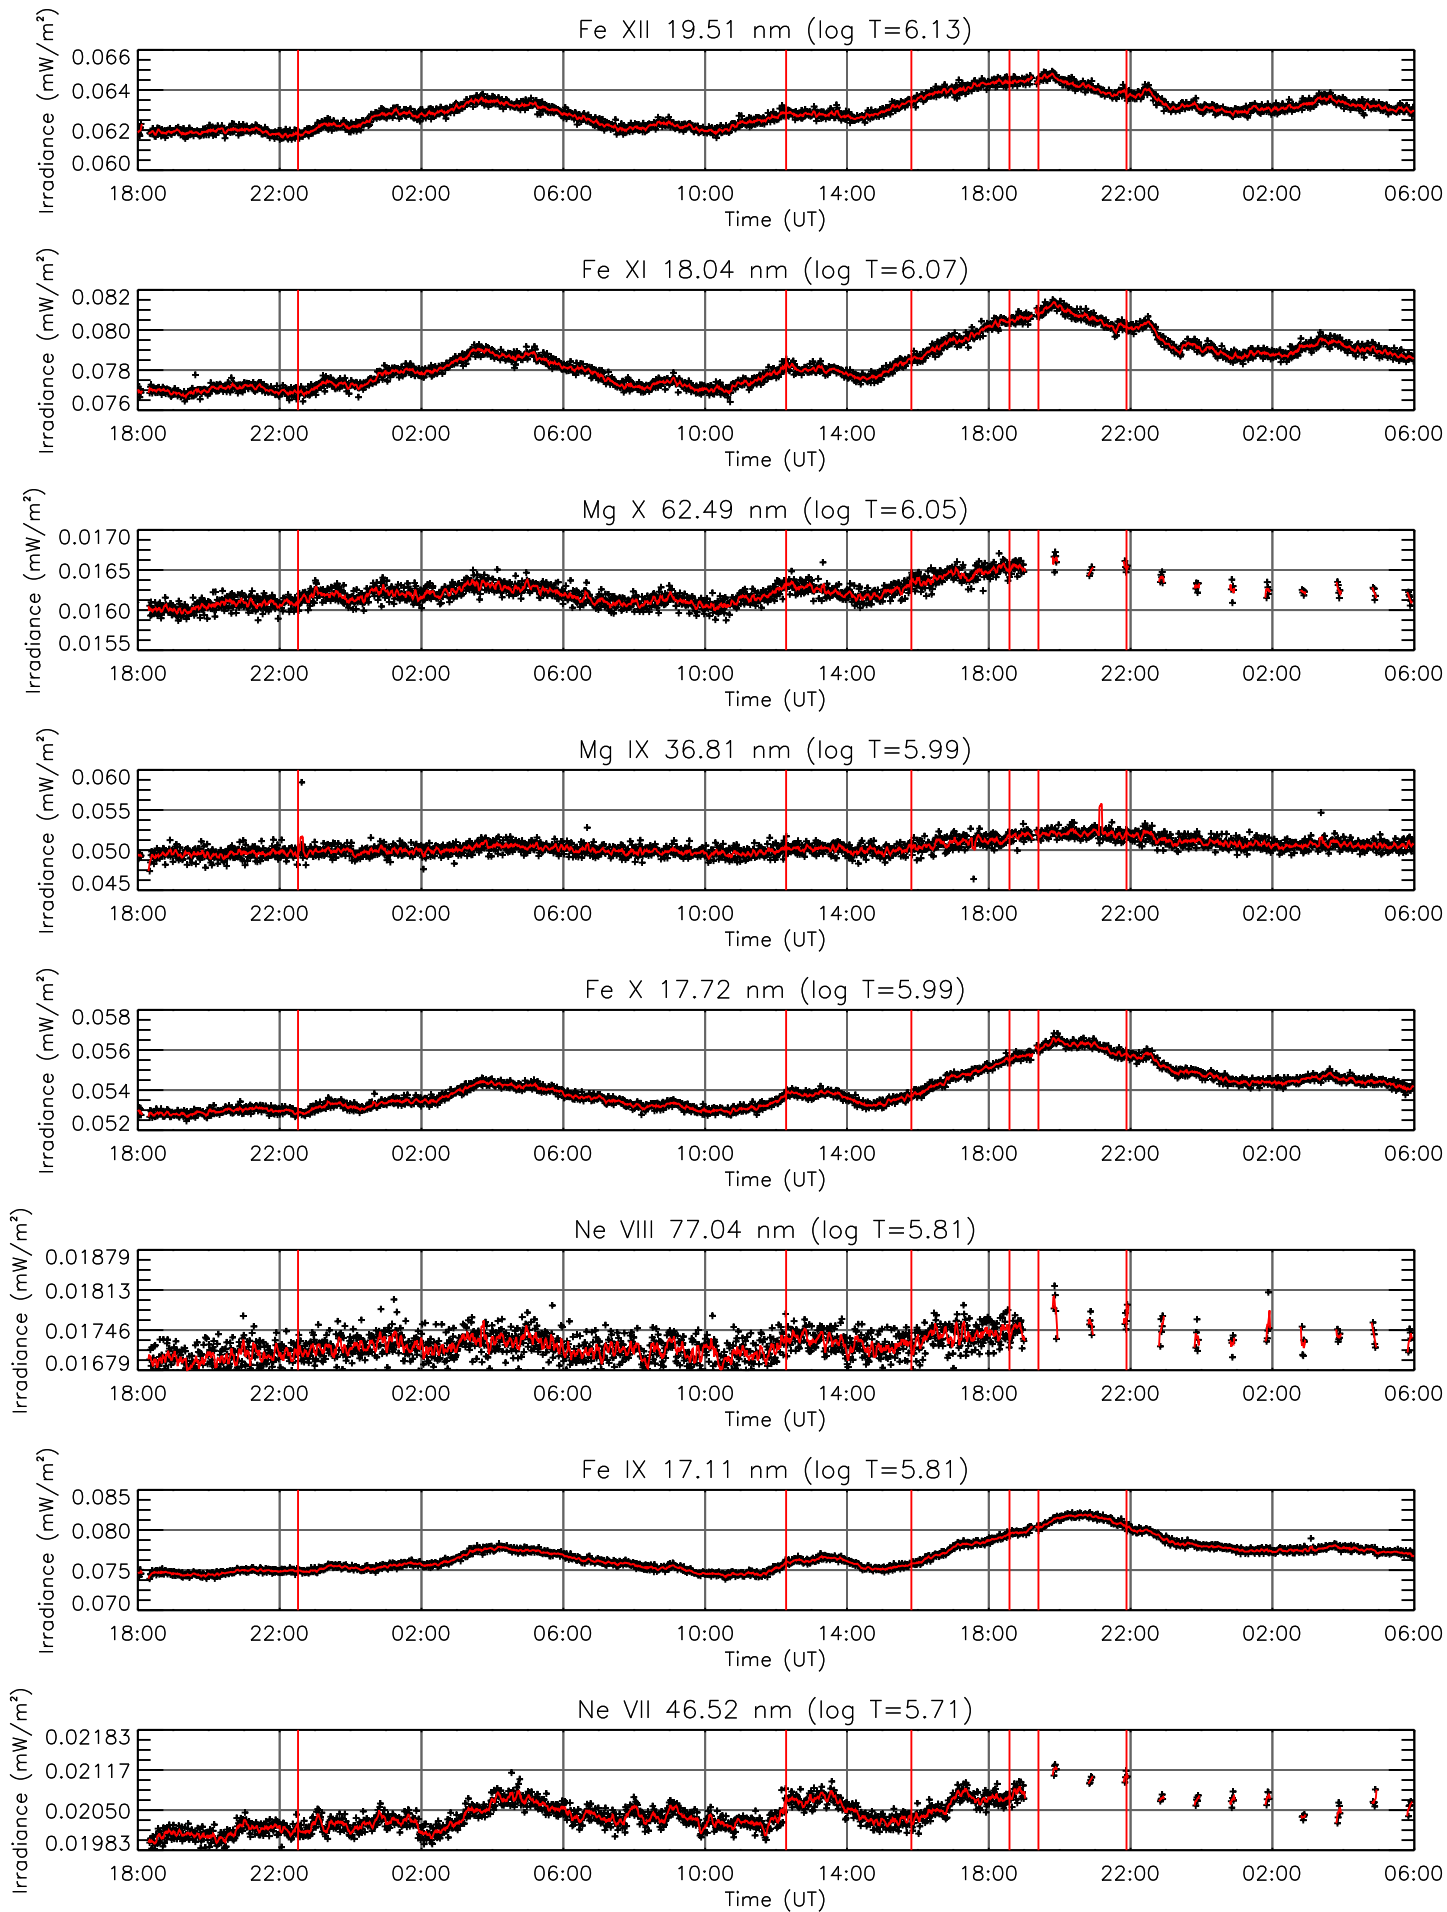 Fe XII 19.51 nm (log T=6.13)
Irradiance (mW/m²)
0.066
0.064
0.062
0.060
18:00 22:00 02:00 06:00 10:00 14:00 18:00 22:00 02:00 06:00
Time (UT)
Fe XI 18.04 nm (log T=6.07)
Irradiance (mW/m²)
0.082
0.080
0.078
0.076
18:00 22:00 02:00 06:00 10:00 14:00 18:00 22:00 02:00 06:00
Time (UT)
Mg X 62.49 nm (log T=6.05)
Irradiance (mW/m²)
0.0170
0.0165
0.0160
0.0155
18:00 22:00 02:00 06:00 10:00 14:00 18:00 22:00 02:00 06:00
Time (UT)
Mg IX 36.81 nm (log T=5.99)
Irradiance (mW/m²)
0.060
0.055
0.050
0.045
18:00 22:00 02:00 06:00 10:00 14:00 18:00 22:00 02:00 06:00
Time (UT)
Fe X 17.72 nm (log T=5.99)
Irradiance (mW/m²)
0.058
0.056
0.054
0.052
18:00 22:00 02:00 06:00 10:00 14:00 18:00 22:00 02:00 06:00
Time (UT)
Ne VIII 77.04 nm (log T=5.81)
Irradiance (mW/m²)
0.01879
0.01813
0.01746
0.01679
18:00 22:00 02:00 06:00 10:00 14:00 18:00 22:00 02:00 06:00
Time (UT)
Fe IX 17.11 nm (log T=5.81)
Irradiance (mW/m²)
0.085
0.080
0.075
0.070
18:00 22:00 02:00 06:00 10:00 14:00 18:00 22:00 02:00 06:00
Time (UT)
Ne VII 46.52 nm (log T=5.71)
Irradiance (mW/m²)
0.02183
0.02117
0.02050
0.01983
18:00 22:00 02:00 06:00 10:00 14:00 18:00 22:00 02:00 06:00
Time (UT)